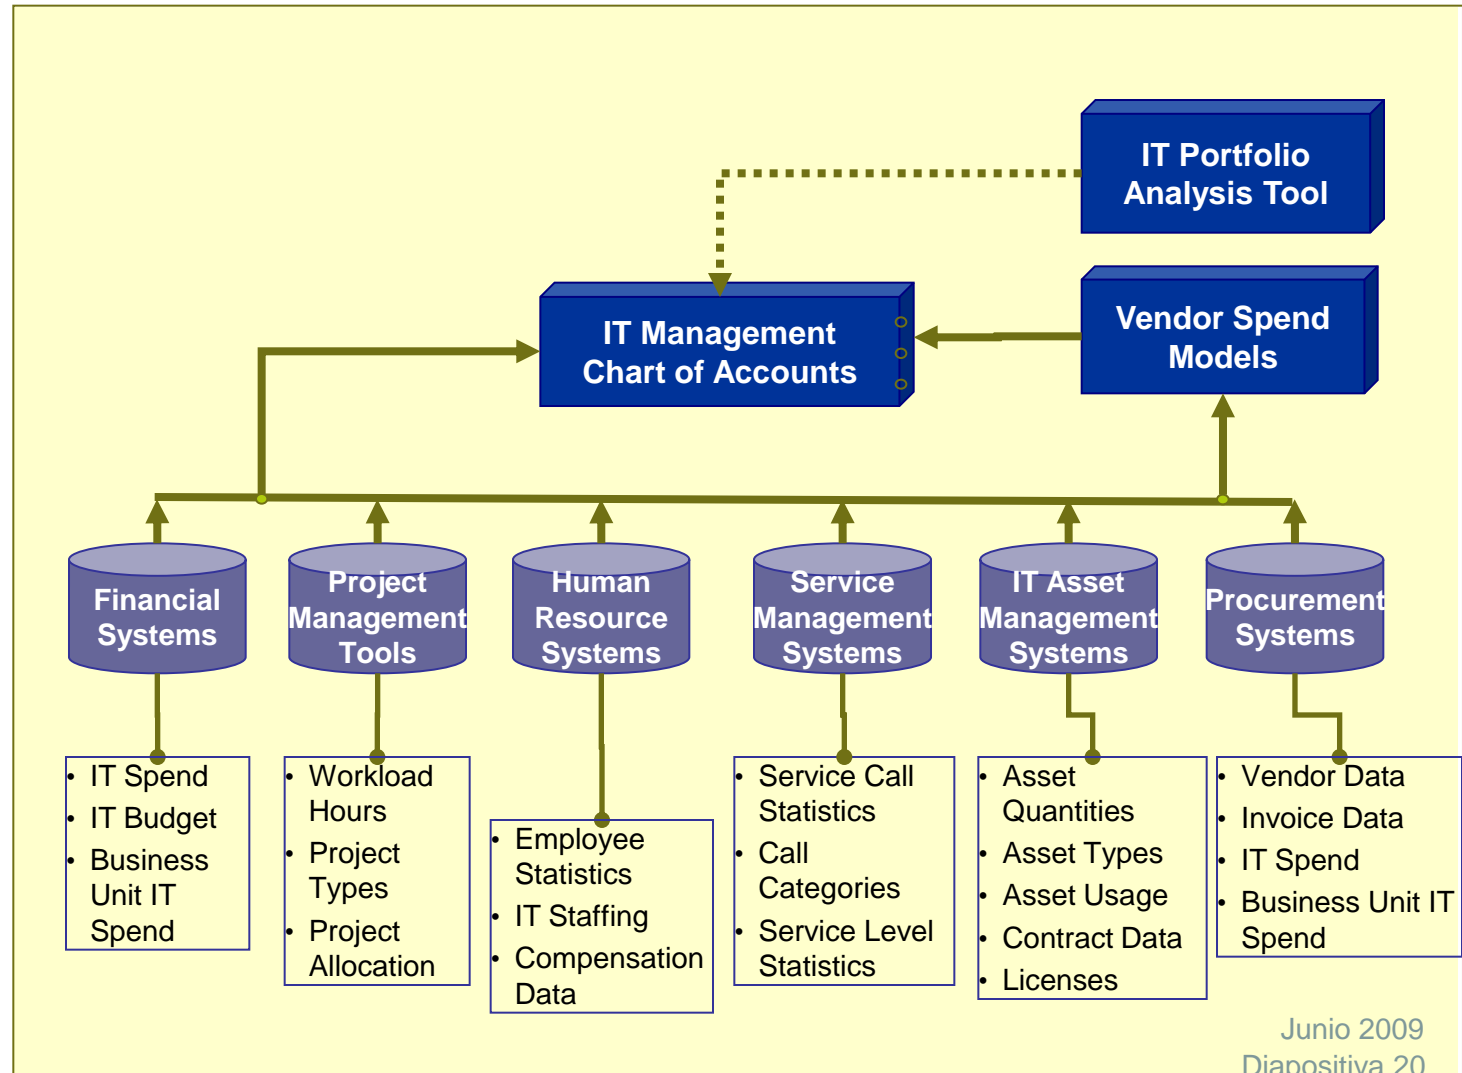 IT Portfolio
Analysis Tool
IT Management
Chart of Accounts
Vendor Spend
Models
Financial
Systems
Project
Management
Tools
Human
Resource
Systems
Service
Management
Systems
IT Asset
Management
Systems
Procurement
Systems
• IT Spend
• IT Budget
• Business
Unit IT
Spend
• Workload
Hours
• Project
Types
• Project
Allocation
• Employee
Statistics
• IT Staffing
• Compensation
Data
• Service Call
Statistics
• Call
Categories
• Service Level
Statistics
• Asset
Quantities
• Asset Types
• Asset Usage
• Contract Data
• Licenses
• Vendor Data
• Invoice Data
• IT Spend
• Business Unit IT
Spend
Junio 2009
Diapositiva 20